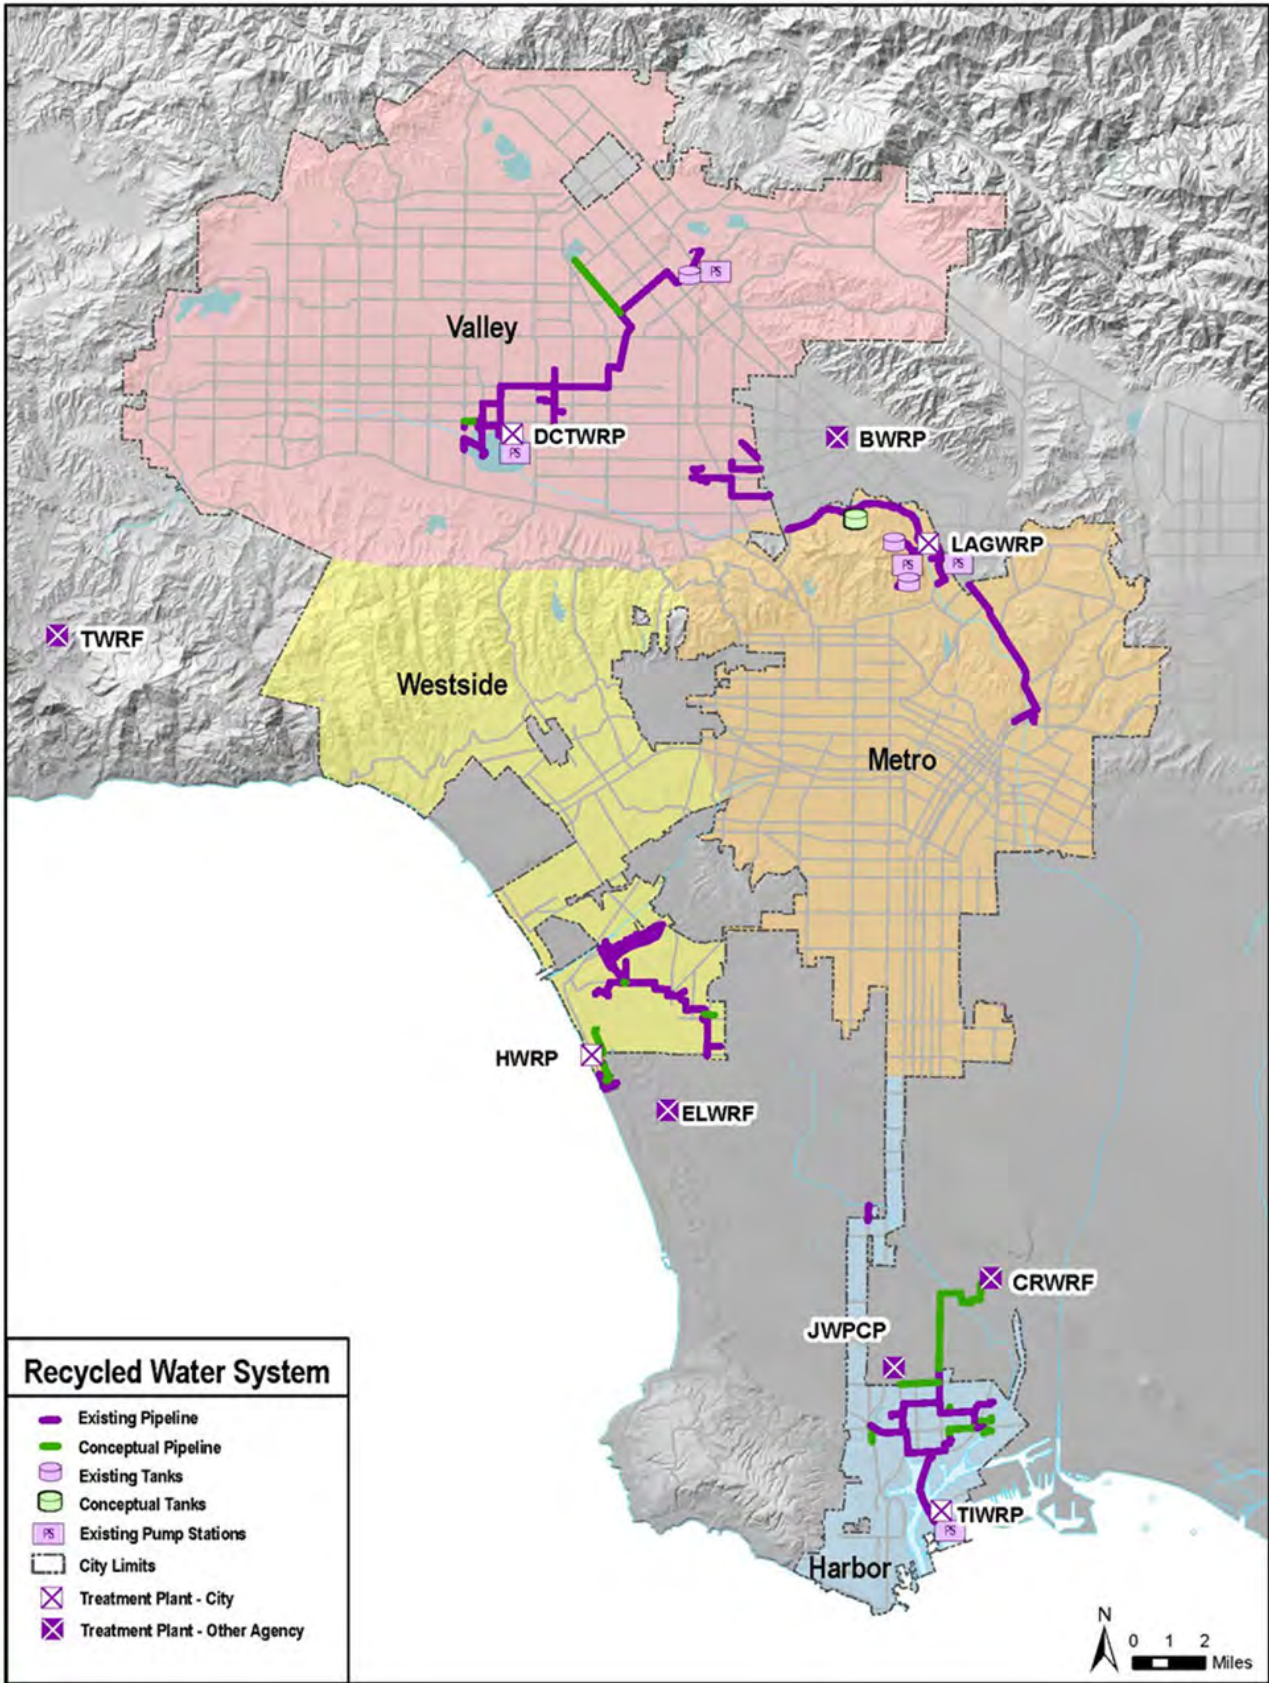 PS
Valley
DCTWRP
PS
BWRP
LAGWRP
PS
PS
TWRF
Westside
Metro
HWRP
ELWRF
CRWRF
JWPCP
TIWRP
PS
Harbor
Recycled Water System
Existing Pipeline
Conceptual Pipeline
Existing Tanks
Conceptual Tanks
PS Existing Pump Stations
City Limits
Treatment Plant - City
Treatment Plant - Other Agency
N
0 1 2
Miles